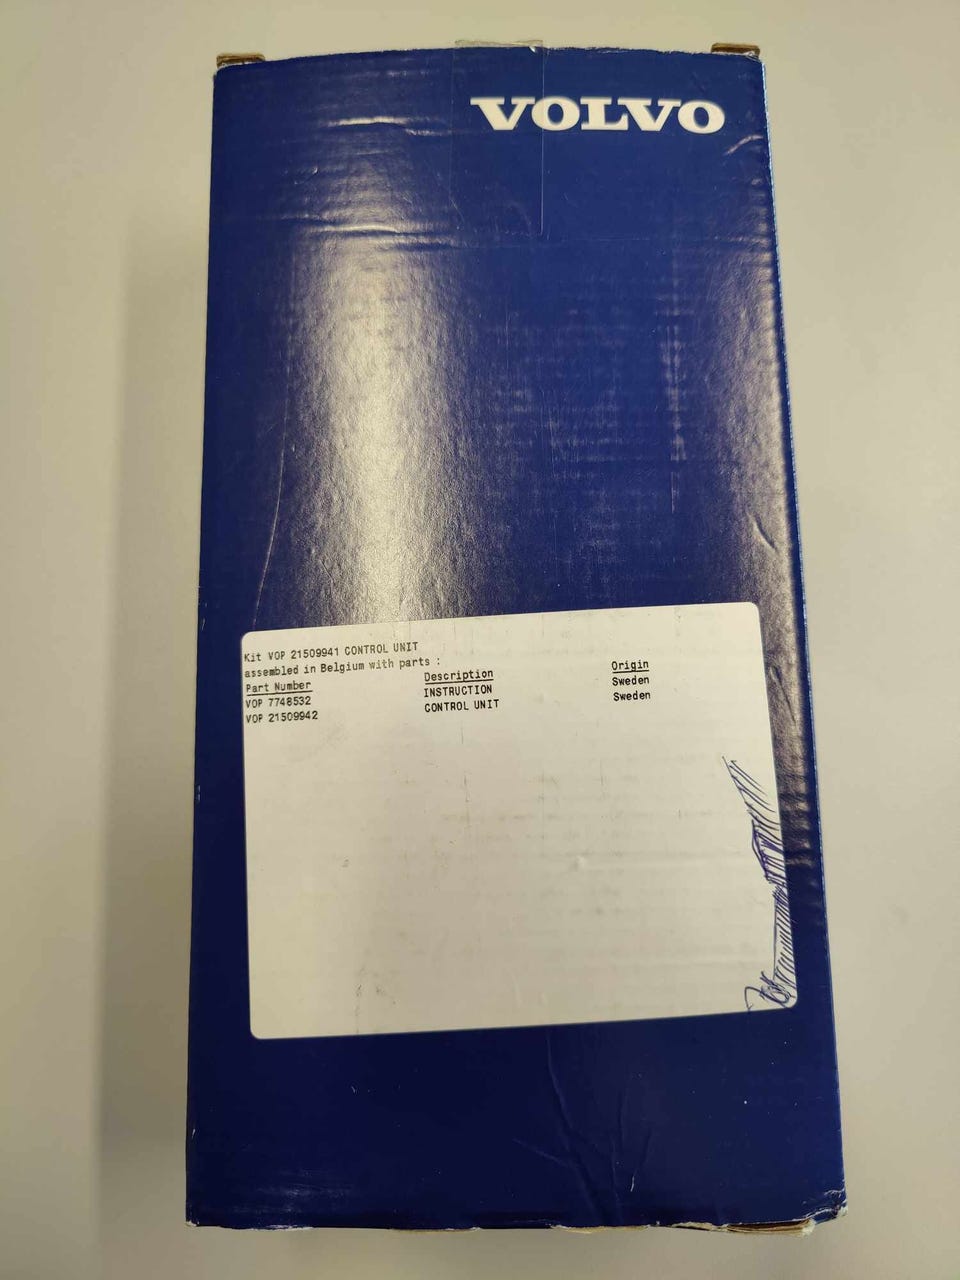 VOLVO
Kit VOP 21509941 CONTROL UNIT
assembled in Belgium with parts :
Part Number Description Origin
VOP 7748532 INSTRUCTION Sweden
VOP 21509942 CONTROL UNIT Sweden